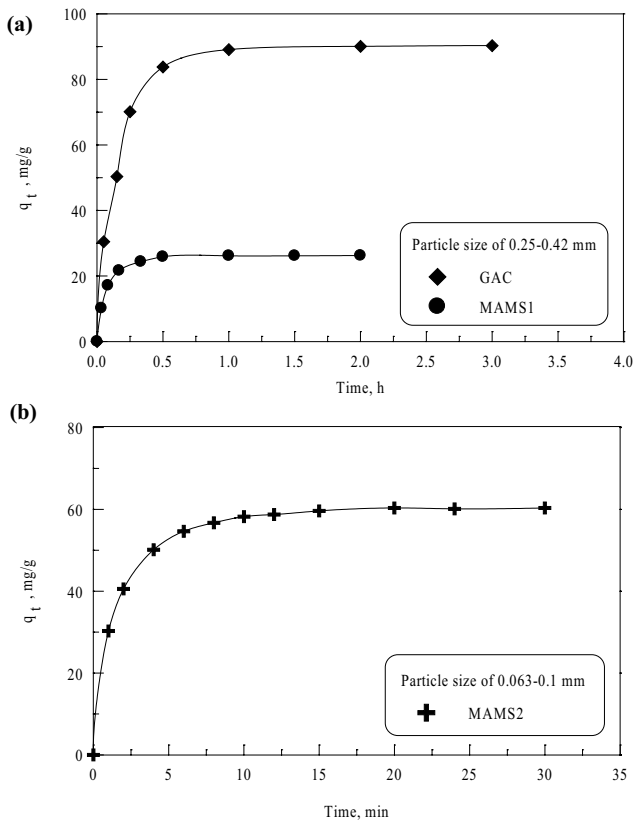 (a)
100
80
60
40
20
0
q t , mg/g
Particle size of 0.25-0.42 mm
GAC
MAMS1
0.0 0.5 1.0 1.5 2.0 2.5 3.0 3.5 4.0
Time, h
(b)
80
60
40
20
0
q t , mg/g
Particle size of 0.063-0.1 mm
MAMS2
0 5 10 15 20 25 30 35
Time, min